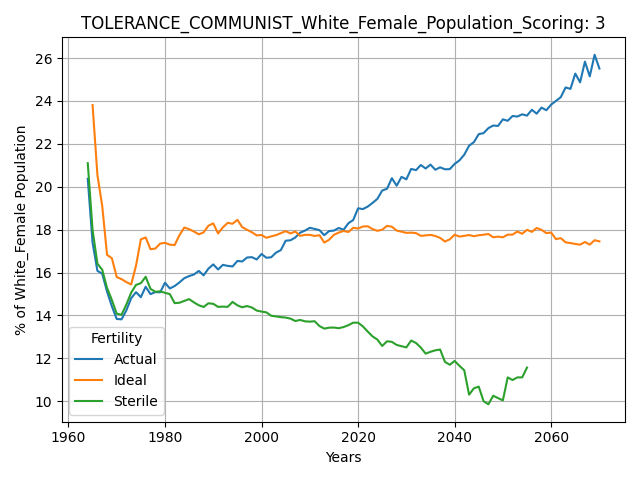 TOLERANCE_COMMUNIST_White_Female_Population_Scoring: 3
% of White_Female Population
26
24
22
20
18
16
14
12
10
Fertility
Actual
Ideal
Sterile
1960 1980 2000 2020 2040 2060
Years